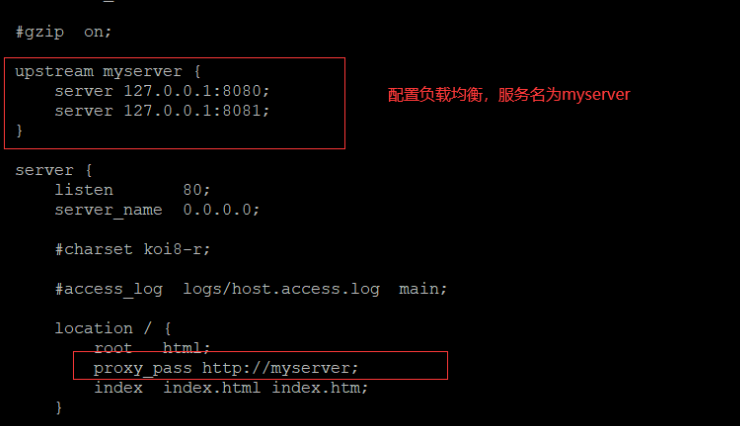 #gzip  on;
upstream myserver {
    server 127.0.0.1:8080;
    server 127.0.0.1:8081;
}
配置负载均衡，服务名为myserver
server {
    listen       80;
    server_name  0.0.0.0;
    #charset koi8-r;
    #access_log  logs/host.access.log  main;
    location / {
        root   html;
        proxy_pass http://myserver;
        index  index.html index.htm;
    }